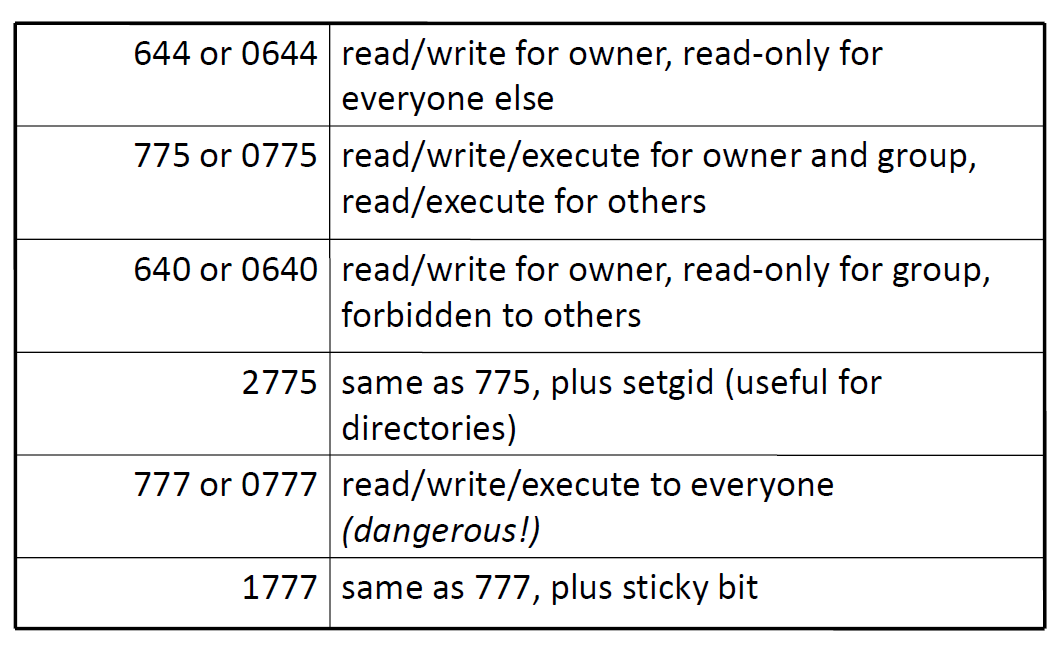 644 or 0644 read/write for owner, read-only for
everyone else
775 or 0775 read/write/execute for owner and group,
read/execute for others
640 or 0640 read/write for owner, read-only for group,
forbidden to others
2775 same as 775, plus setgid (useful for
directories)
777 or 0777 read/write/execute to everyone
(dangerous!)
1777 same as 777, plus sticky bit